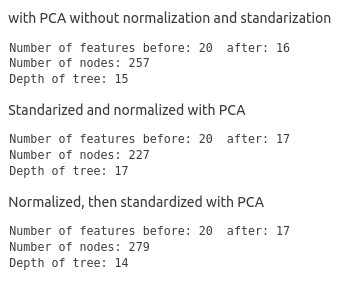 with PCA without normalization and standarization
Number of features before: 20  after: 16
Number of nodes: 257
Depth of tree: 15
Standarized and normalized with PCA
Number of features before: 20  after: 17
Number of nodes: 227
Depth of tree: 17
Normalized, then standardized with PCA
Number of features before: 20  after: 17
Number of nodes: 279
Depth of tree: 14